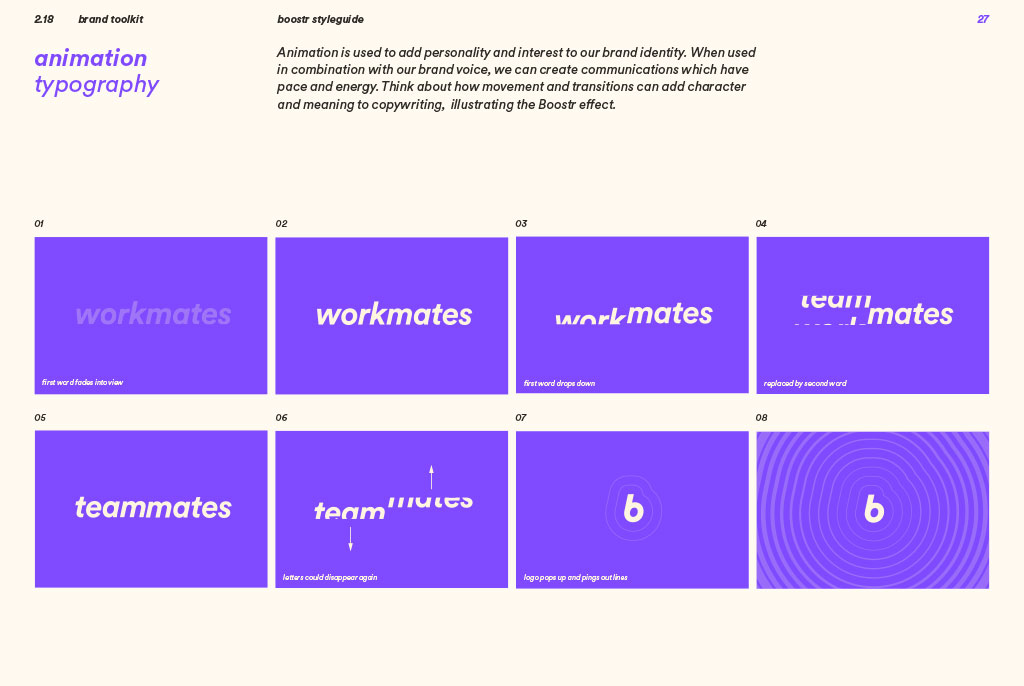 2.18 brand toolkit boostr styleguide 27
animation
typography
Animation is used to add personality and interest to our brand identity. When used
in combination with our brand voice, we can create communications which have
pace and energy. Think about how movement and transitions can add character
and meaning to copywriting, illustrating the Boostr effect.
01 02 03 04
workmates
first word fades into view
workmates
workmates
first word drops down
team
work mates
replaced by second word
05 06 07 08
teammates
team mates
letters could disappear again
b
logo pops up and pings outlines
b